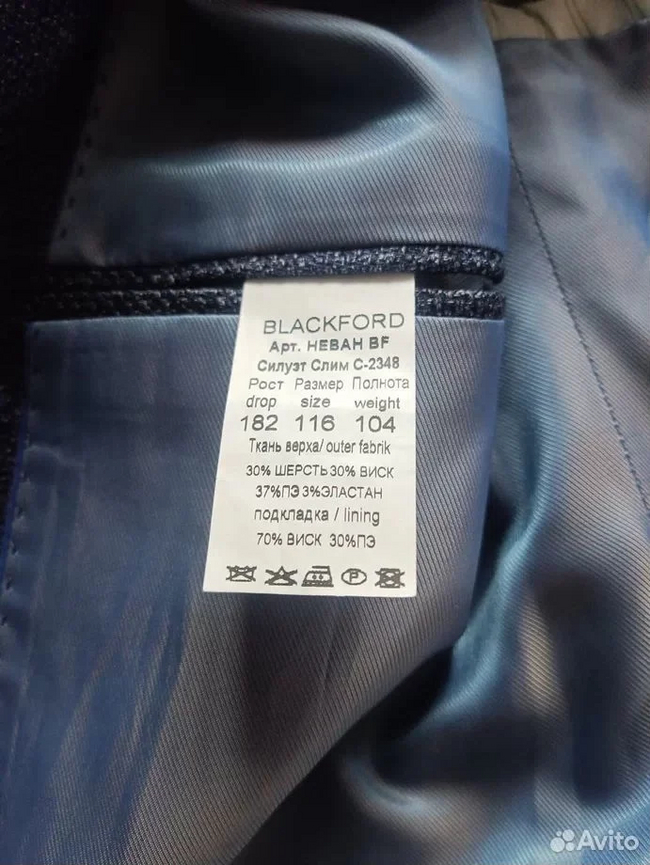 BLACKFORD
Арт. НЕВАН BF
Силуэт Слим С-2348
Рост Размер Полнота
drop size weight
182 116 104
Ткань верха/ outer fabrik
30% ШЕРСТЬ 30% ВИСК
37%ПЭ 3%ЭЛАСТАН
подкладка / lining
70% ВИСК 30%ПЭ
P
Avito